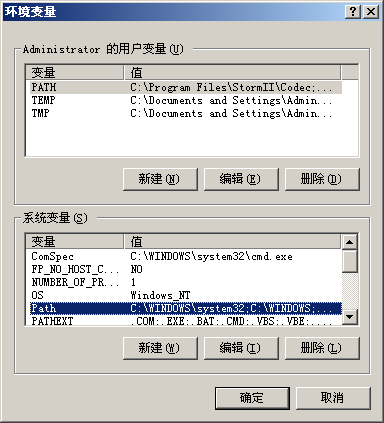 环境变量
Administrator 的用户变量(U)
变量 值
PATH C:\Program Files\StormII\Codec;...
TEMP C:\Documents and Settings\Admin...
TMP C:\Documents and Settings\Admin...
新建(N) 编辑(E) 删除(D)
系统变量(S)
变量 值
ComSpec C:\WINDOWS\system32\cmd.exe
FP_NO_HOST_C... NO
NUMBER_OF_PR... 1
OS Windows_NT
Path C:\WINDOWS\system32;C:\WINDOWS;...
PATHEXT .COM;.EXE;.BAT;.CMD;.VBS;.VBE;...
新建(W) 编辑(I) 删除(L)
确定 取消